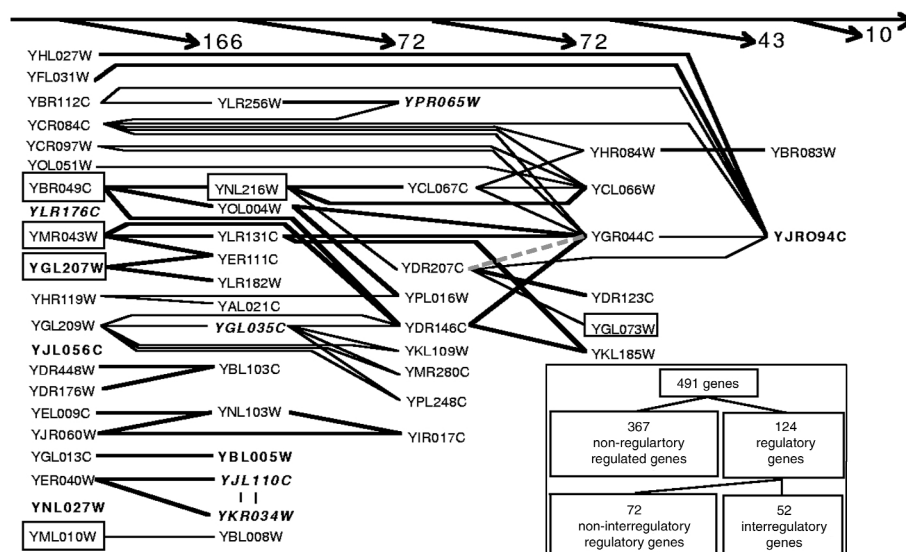 166 72 72 43 10
YHL027W
YFL031W
YBR112C YLR256W YPR065W
YCR084C
YCR097W YHR084W YBR083W
YOL051W
YBR049C YNL216W YCL067C YCL066W
YLR176C YOL004W
YMR043W YLR131C YGR044C YJRO94C
YER111C
YGL207W YDR207C
YLR182W
YHR119W YAL021C YPL016W YDR123C
YGL209W YGL035C YDR146C YGL073W
YJL056C YKL109W YKL185W
YDR448W YBL103C YMR280C
YDR176W
YPL248C
YEL009C YNL103W
YJR060W YIR017C
YGL013C YBL005W
YER040W YJL110C
YNL027W YKR034W
YML010W YBL008W
491 genes
367
non-regulartory
regulated genes
124
regulatory
genes
72
non-interregulatory
regulatory genes
52
interregulatory
genes